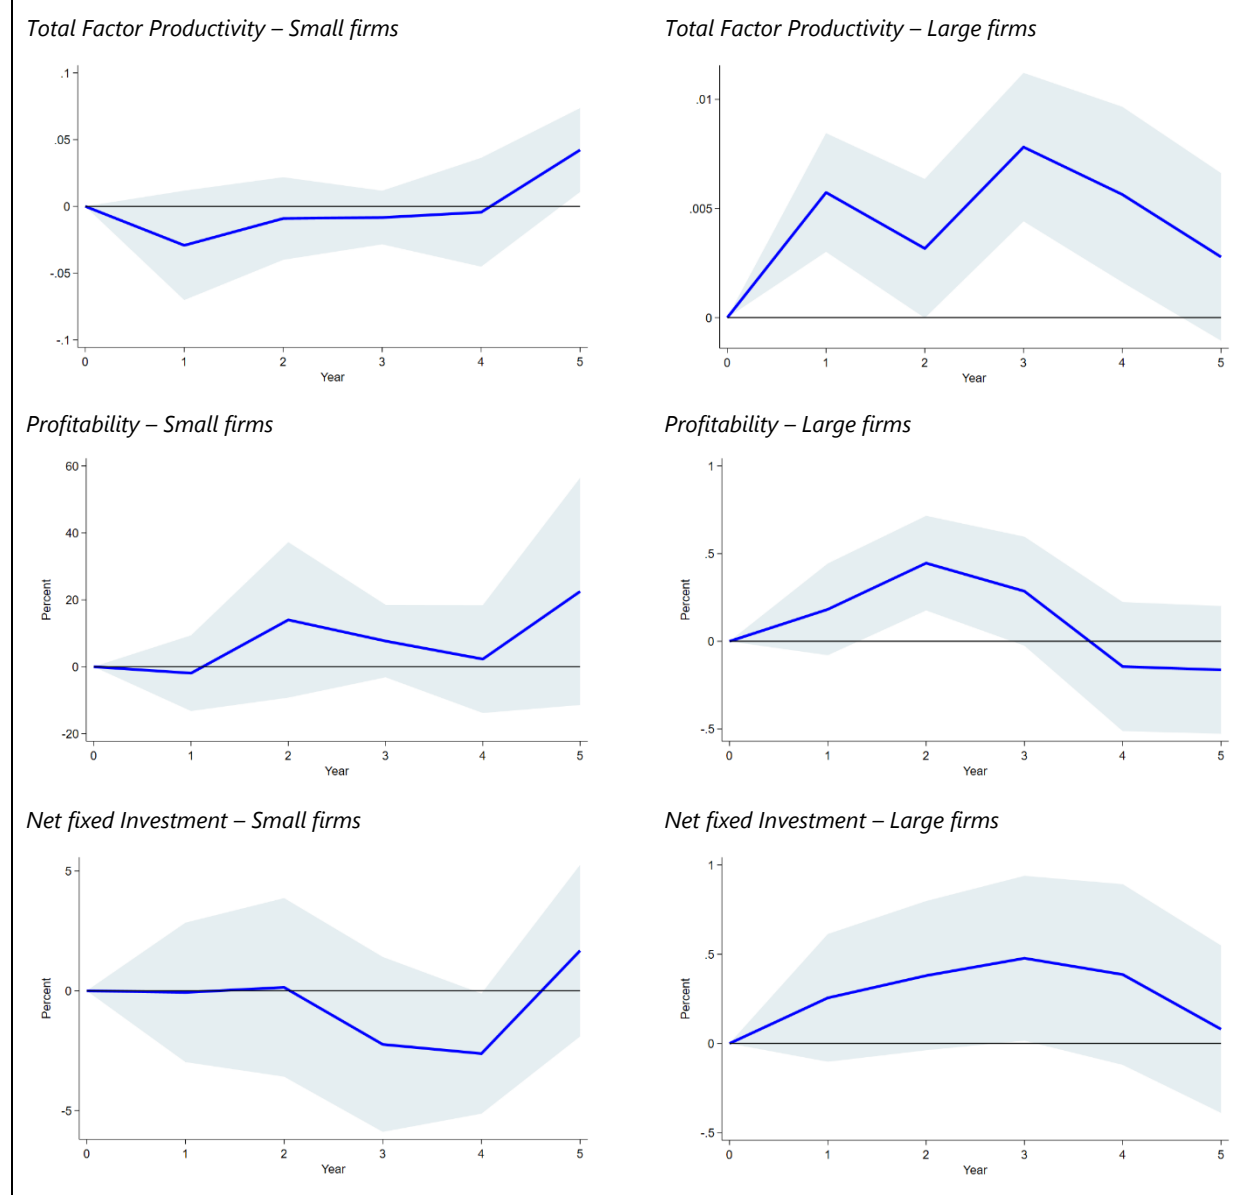 Total Factor Productivity – Small firms
Total Factor Productivity – Large firms
.1
.05
0
-.05
-.1
0 1 2 3 4 5
Year
.01
.005
0
0 1 2 3 4 5
Year
Profitability – Small firms
Profitability – Large firms
Percent
60
40
20
0
-20
0 1 2 3 4 5
Year
Percent
1
.5
0
-.5
0 1 2 3 4 5
Year
Net fixed Investment – Small firms
Net fixed Investment – Large firms
Percent
5
0
-5
0 1 2 3 4 5
Year
Percent
1
.5
0
-.5
0 1 2 3 4 5
Year